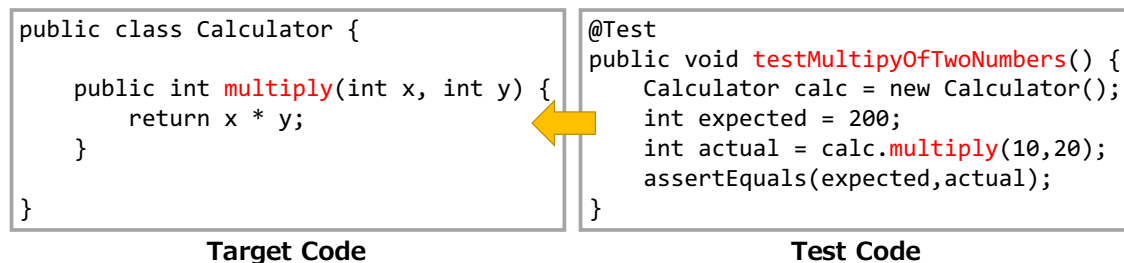 public class Calculator {
public int multiply(int x, int y) {
return x * y;
}
}
Target Code
@Test
public void testMultipyOfTwoNumbers() {
Calculator calc = new Calculator();
int expected = 200;
int actual = calc.multiply(10,20);
assertEquals(expected,actual);
}
Test Code